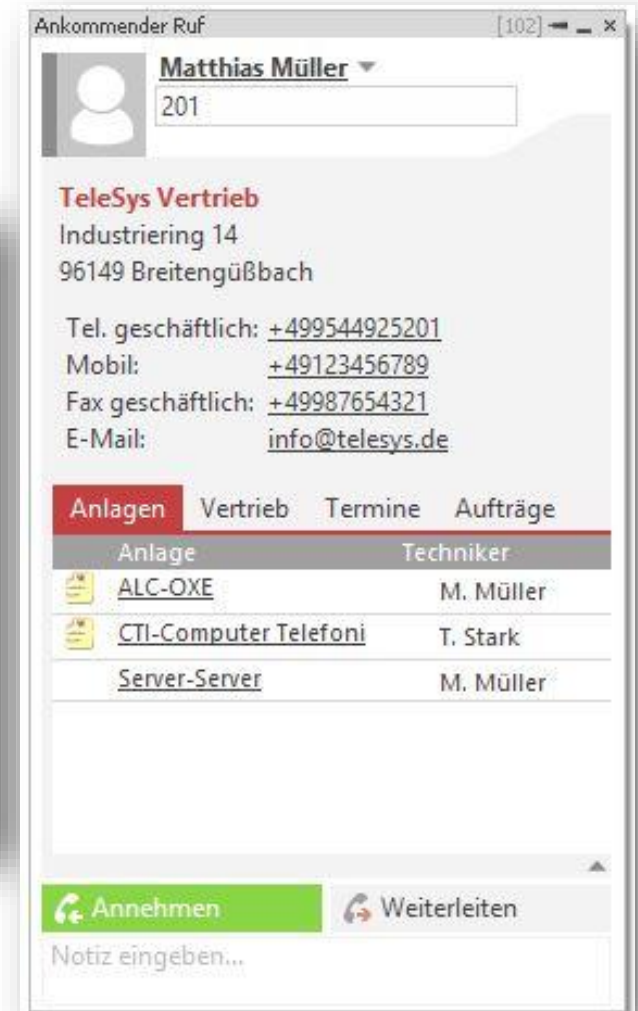 Ankommender Ruf [102]
Matthias Müller
201
TeleSys Vertrieb
Industriering 14
96149 Breitengüßbach
Tel. geschäftlich: +499544925201
Mobil: +49123456789
Fax geschäftlich: +49987654321
E-Mail: info@telesys.de
Anlagen Vertrieb Termine Aufträge
Anlage Techniker
ALC-OXE M. Müller
CTI-Computer Telefoni T. Stark
Server-Server M. Müller
Annehmen Weiterleiten
Notiz eingeben...